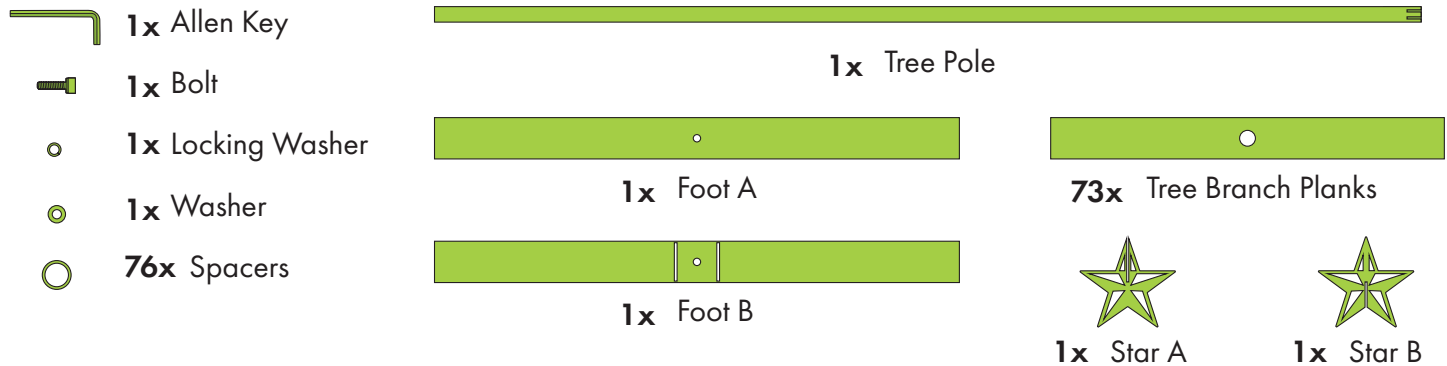 1x Allen Key
1x Bolt
1x Locking Washer
1x Washer
76x Spacers
1x Tree Pole
1x Foot A
73x Tree Branch Planks
1x Foot B
1x Star A
1x Star B